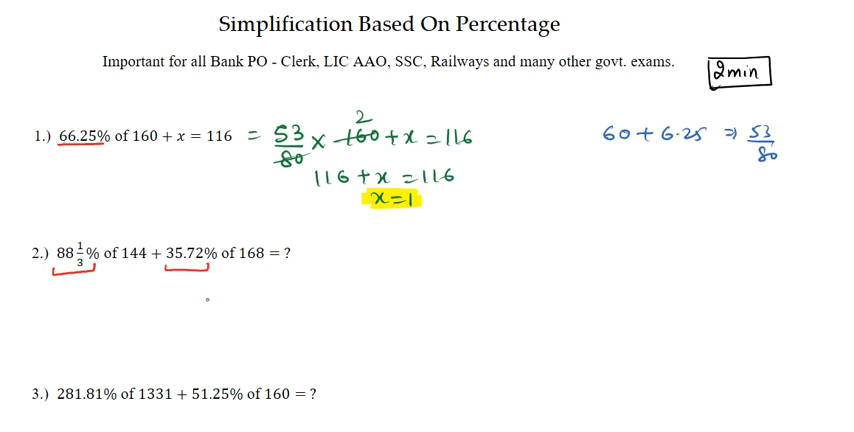 Simplification Based On Percentage
Important for all Bank PO - Clerk, LIC AAO, SSC, Railways and many other govt. exams.
2min
1.) 66.25% of 160 + x = 116 = 53/80 × 160 + x = 116
2
60 + 6.25 ⇒ 53/80
116 + x = 116
x = 1
2.) 88 1/3% of 144 + 35.72% of 168 = ?
3.) 281.81% of 1331 + 51.25% of 160 = ?